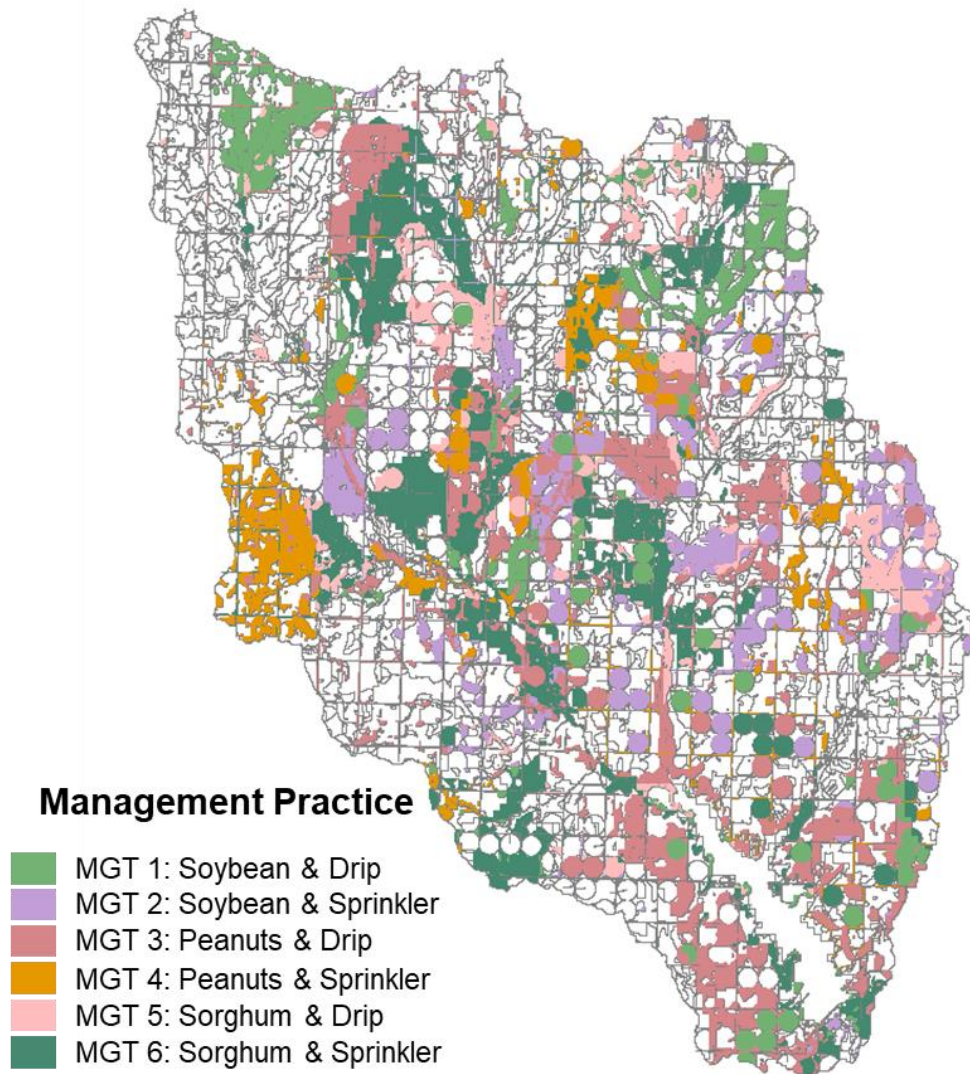 Management Practice
MGT 1: Soybean & Drip
MGT 2: Soybean & Sprinkler
MGT 3: Peanuts & Drip
MGT 4: Peanuts & Sprinkler
MGT 5: Sorghum & Drip
MGT 6: Sorghum & Sprinkler